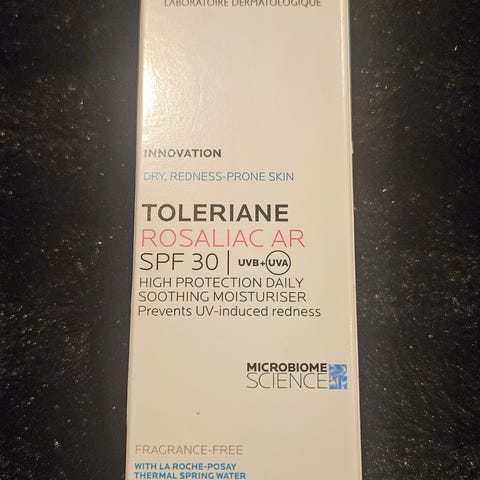 LABORATOIRE DERMATOLOGIQUE
INNOVATION
DRY, REDNESS-PRONE SKIN
TOLERIANE
ROSALIAC AR
SPF 30 | UVB+UVA
HIGH PROTECTION DAILY
SOOTHING MOISTURISER
Prevents UV-induced redness
MICROBIOME
SCIENCE
FRAGRANCE-FREE
WITH LA ROCHE-POSAY
THERMAL SPRING WATER